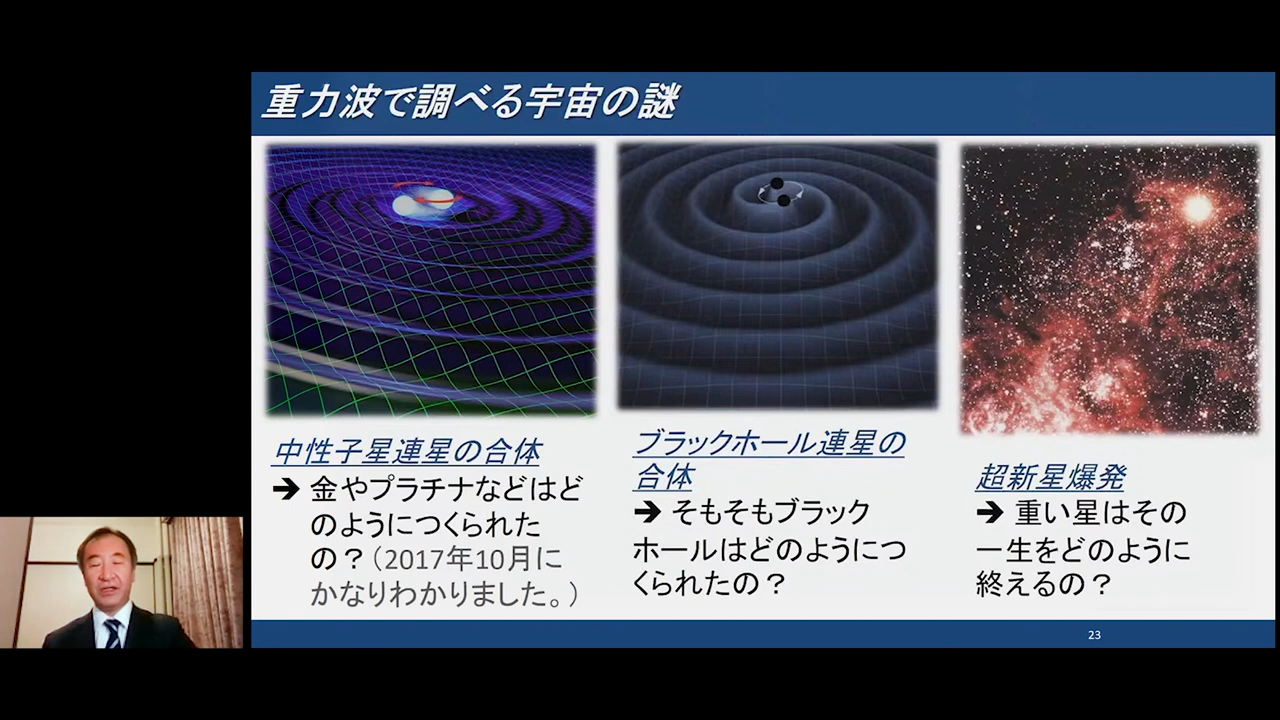 重力波で調べる宇宙の謎
中性子星連星の合体
➔ 金やプラチナなどはど
のようにつくられた
の？(2017年10月に
かなりわかりました。)
ブラックホール連星の
合体
➔ そもそもブラック
ホールはどのようにつ
くられたの？
超新星爆発
➔ 重い星はその
一生をどのように
終えるの？
23